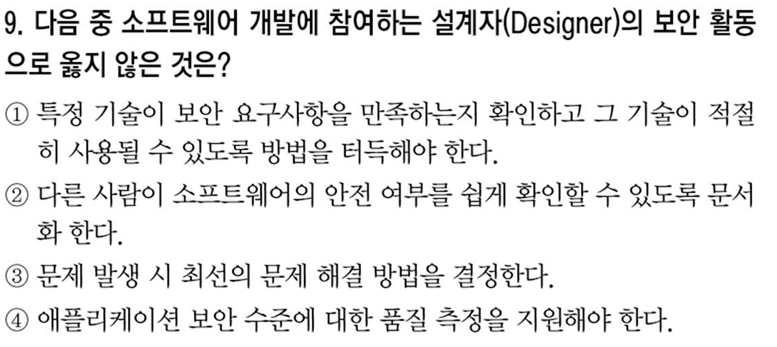 9. 다음 중 소프트웨어 개발에 참여하는 설계자(Designer)의 보안 활동
으로 옳지 않은 것은?
① 특정 기술이 보안 요구사항을 만족하는지 확인하고 그 기술이 적절
히 사용될 수 있도록 방법을 터득해야 한다.
② 다른 사람이 소프트웨어의 안전 여부를 쉽게 확인할 수 있도록 문서
화 한다.
③ 문제 발생 시 최선의 문제 해결 방법을 결정한다.
④ 애플리케이션 보안 수준에 대한 품질 측정을 지원해야 한다.